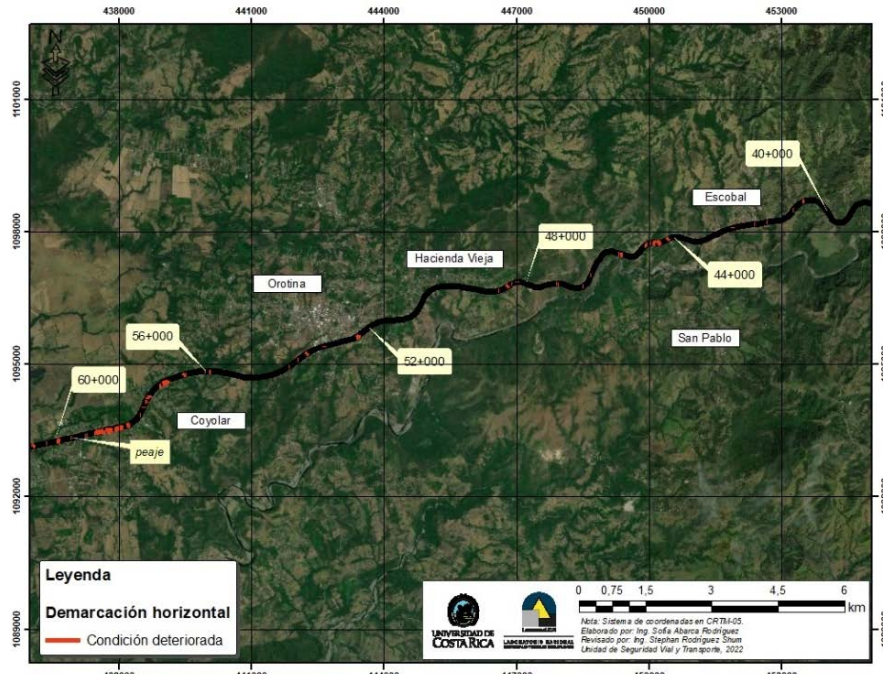 438000 441000 444000 447000 450000 453000
N
1101000
40+000
Escobal
1098000
48+000
Hacienda Vieja
44+000
Orotina
San Pablo
56+000
52+000
1095000
60+000
Coyolar
peaje
1092000
Leyenda
Demarcación horizontal
Condición deteriorada
UNIVERSIDAD DE
COSTA RICA
0 0,75 1,5 3 4,5 6
km
Nota: Sistema de coordenadas en CRTM-05.
Elaborado por: Ing. Sofía Abarca Rodríguez
Revisado por: Ing. Stephan Rodríguez Shum
Unidad de Seguridad Vial y Transporte, 2022
1089000